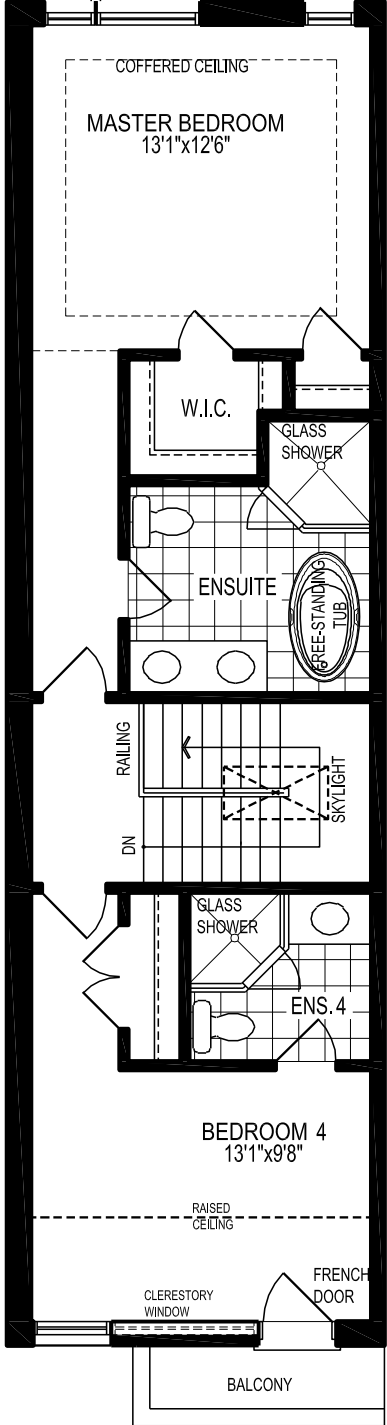 COFFERED CEILING
MASTER BEDROOM
13'1"x12'6"
W.I.C.
GLASS
SHOWER
ENSUITE
FREE-STANDING
TUB
RAILING
SKYLIGHT
DN
GLASS
SHOWER
ENS. 4
BEDROOM 4
13'1"x9'8"
RAISED
CEILING
FRENCH
DOOR
CLERESTORY
WINDOW
BALCONY